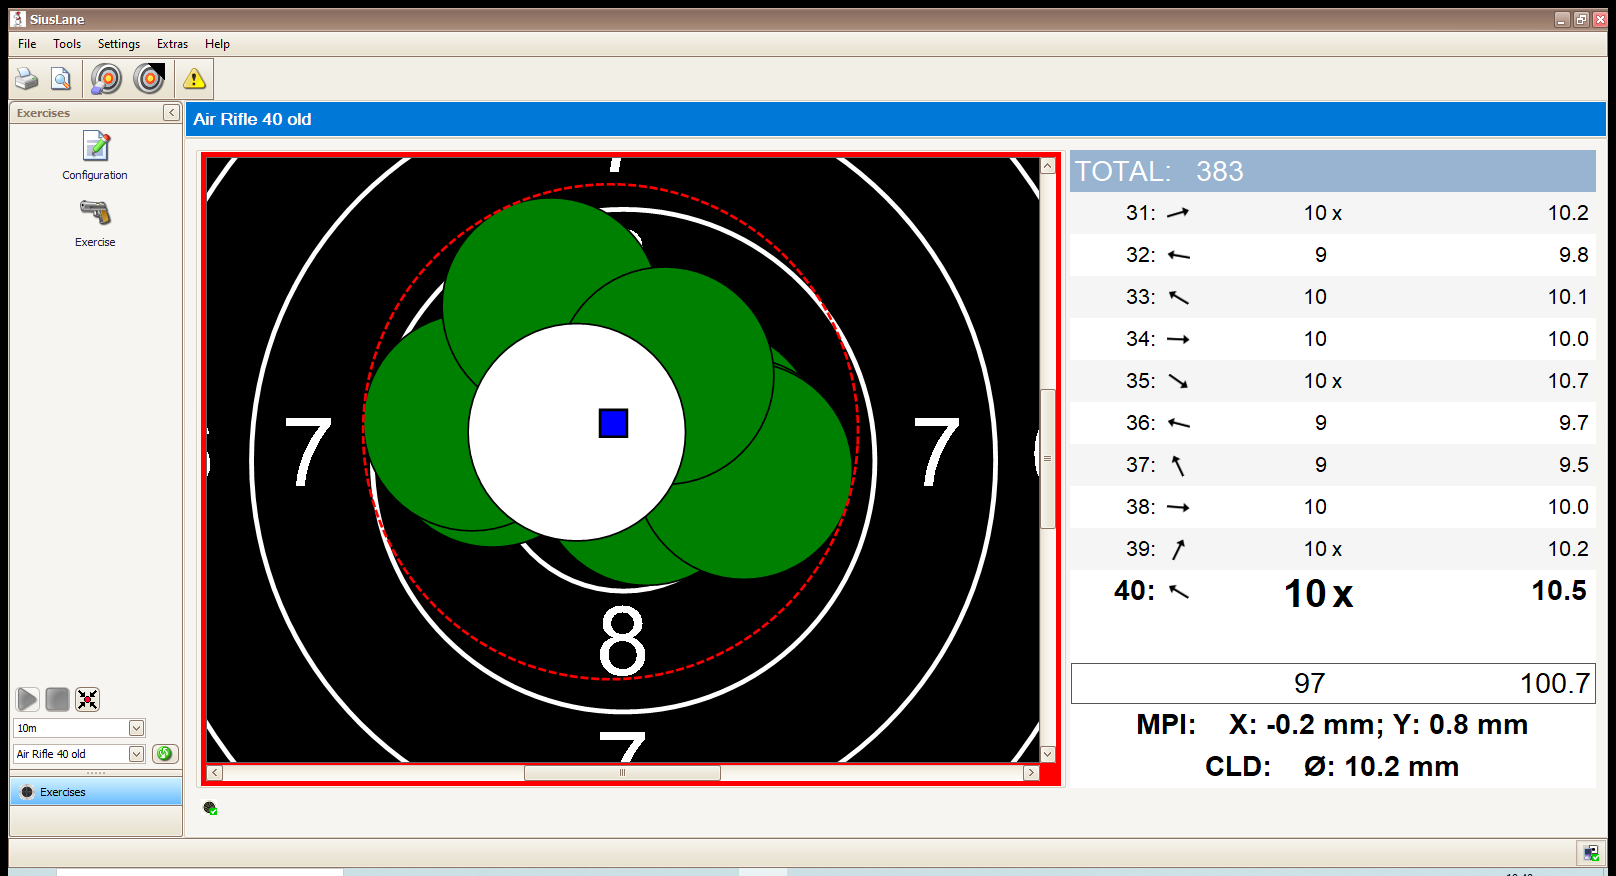 SiusLane
File Tools Settings Extras Help
Exercises
Configuration
Exercise
10m
Air Rifle 40 old
Exercises
Air Rifle 40 old
7
7
7
8
7
TOTAL: 383
31: 10 x 10.2
32: 9 9.8
33: 10 10.1
34: 10 10.0
35: 10 x 10.7
36: 9 9.7
37: 9 9.5
38: 10 10.0
39: 10 x 10.2
40: 10 x 10.5
97 100.7
MPI: X: -0.2 mm; Y: 0.8 mm
CLD: Ø: 10.2 mm